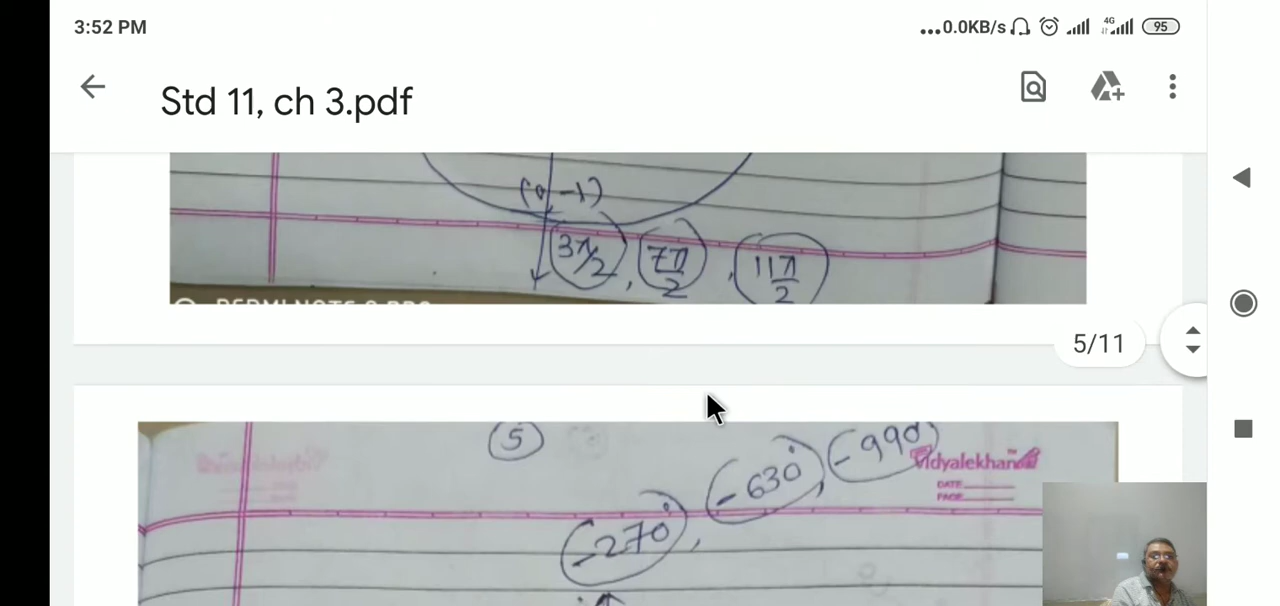 3:52 PM
...0.0KB/s 4G 95
Std 11, ch 3.pdf
(0 -1)
3π/2, 7π/2, 11π/2
5/11
5
-270°, -630°, -990°
Vidyalekhan
DATE
PAGE